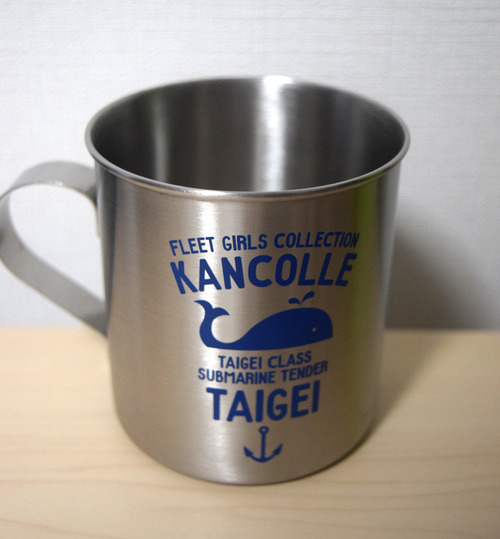 FLEET GIRLS COLLECTION
KANCOLLE
TAIGEI CLASS
SUBMARINE TENDER
TAIGEI